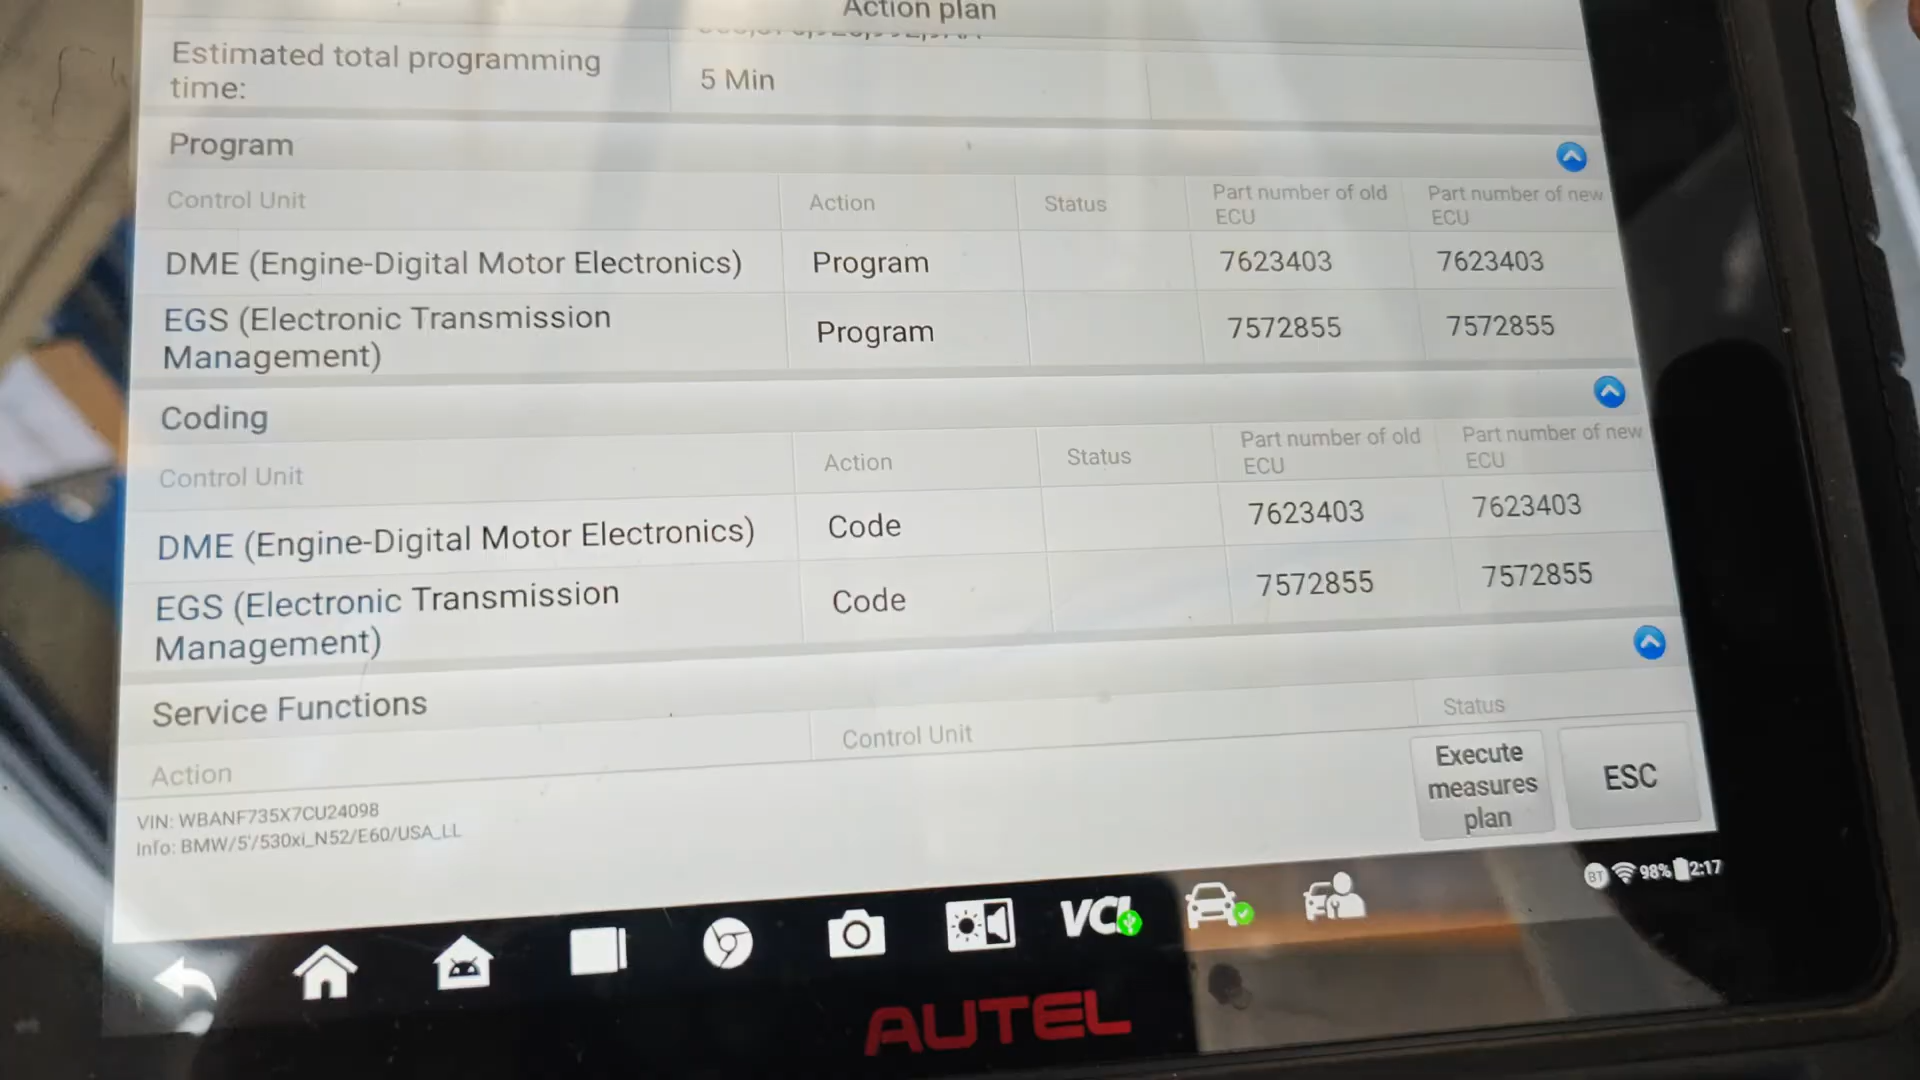 Action plan
Estimated total programming
time:
5 Min
Program
Control Unit
Action
Status
Part number of old
ECU
Part number of new
ECU
DME (Engine-Digital Motor Electronics)
Program
7623403
7623403
EGS (Electronic Transmission
Management)
Program
7572855
7572855
Coding
Control Unit
Action
Status
Part number of old
ECU
Part number of new
ECU
DME (Engine-Digital Motor Electronics)
Code
7623403
7623403
EGS (Electronic Transmission
Management)
Code
7572855
7572855
Service Functions
Action
Control Unit
Status
Execute
measures
plan
ESC
VIN: WBANF735X7CU24098
Info: BMW/5'/530xi_N52/E60/USA_LL
BT 98% 2:17
VCI
AUTEL